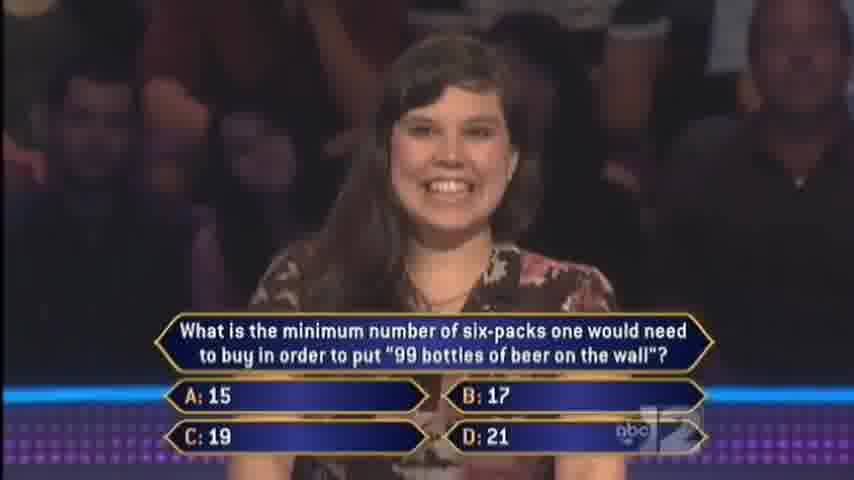 What is the minimum number of six-packs one would need
to buy in order to put "99 bottles of beer on the wall"?
A: 15
B: 17
C: 19
D: 21
abc 12